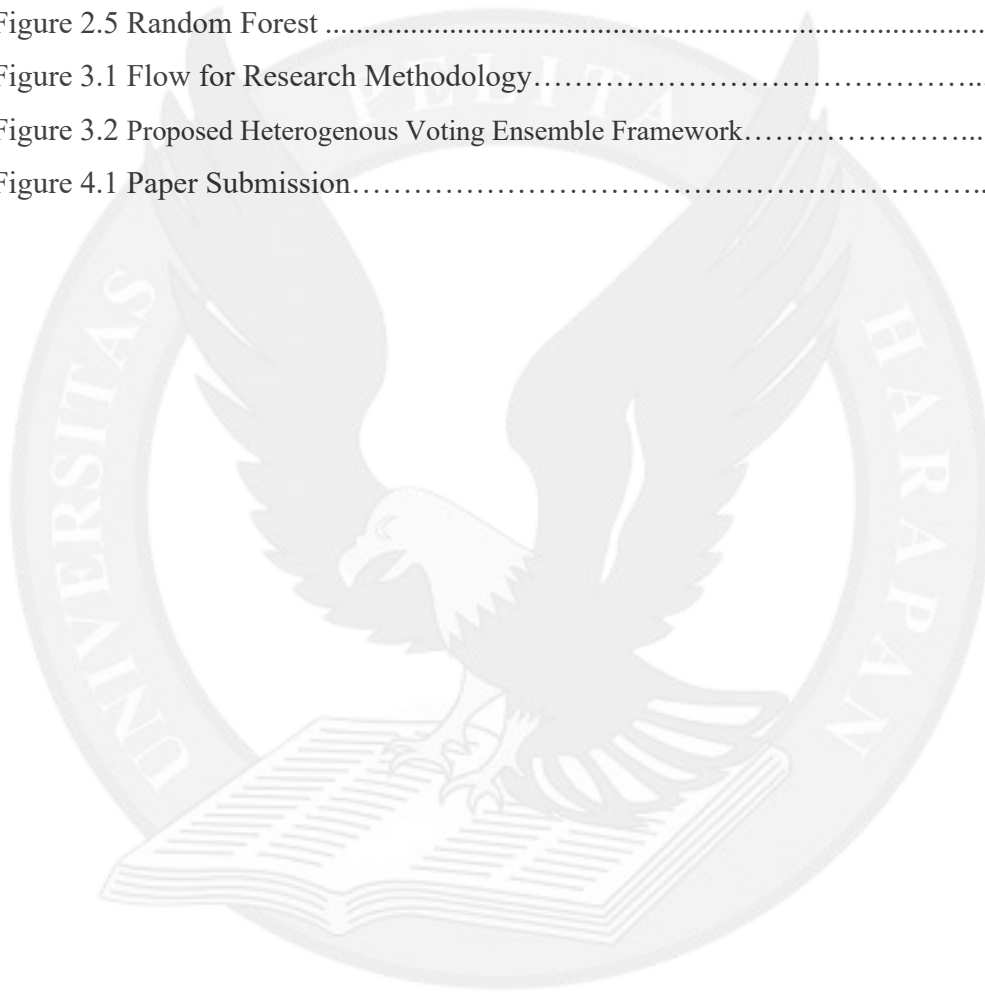 Figure 2.5 Random Forest ....................................................................................
Figure 3.1 Flow for Research Methodology…………………………………...
Figure 3.2 Proposed Heterogenous Voting Ensemble Framework…………………....
Figure 4.1 Paper Submission……………………………………………………...
UNIVERSITAS PELITA HARAPAN